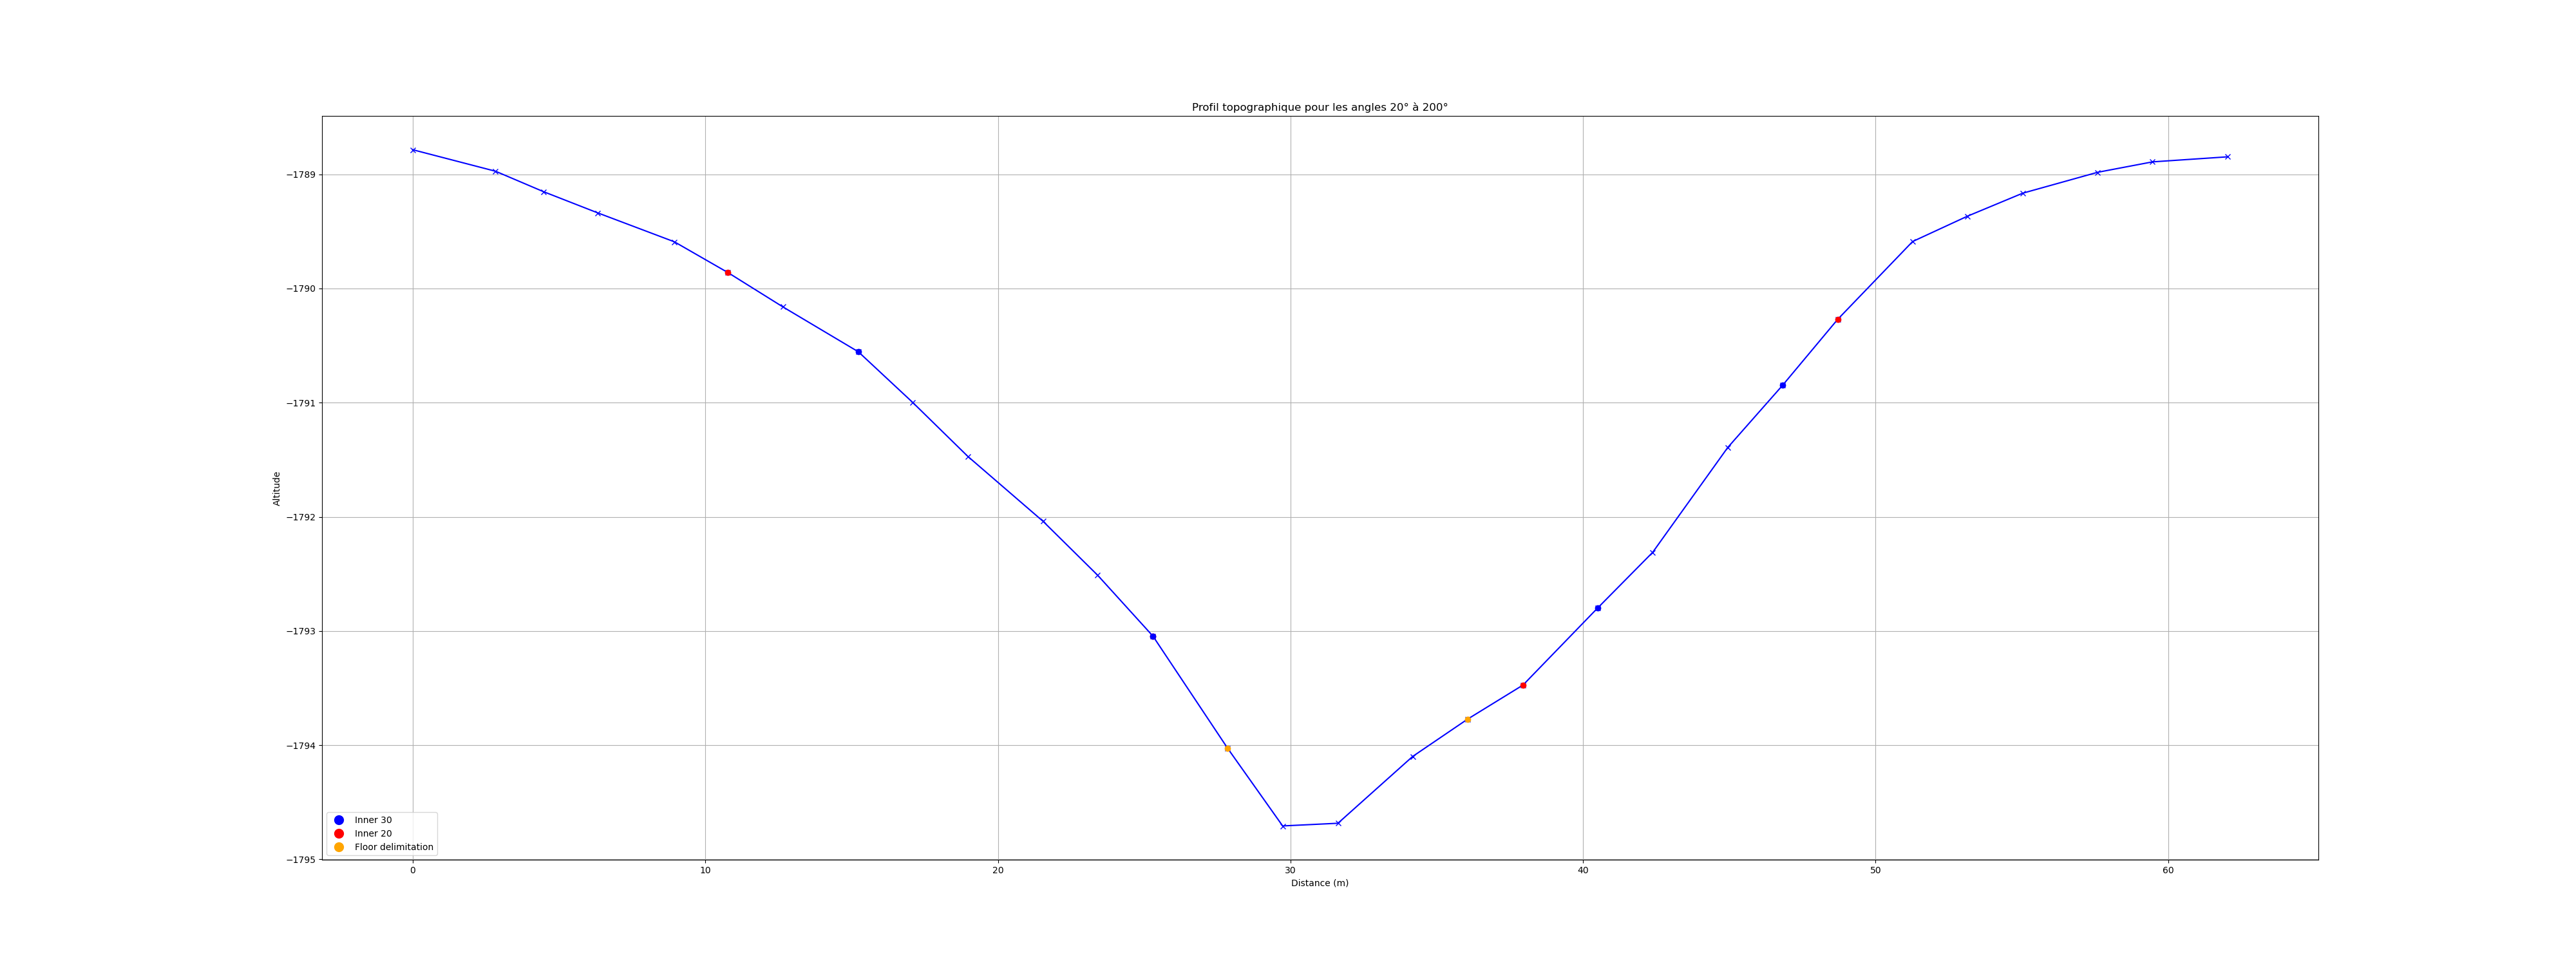 Profil topographique pour les angles 20° à 200°
Altitude
−1789
−1790
−1791
−1792
−1793
−1794
−1795
Inner 30
Inner 20
Floor delimitation
0 10 20 30 40 50 60
Distance (m)